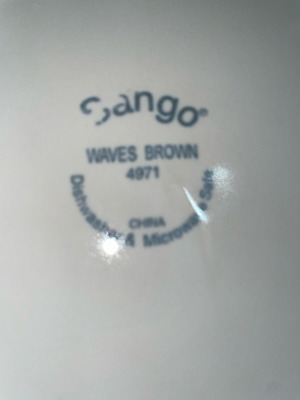 Sango®
WAVES BROWN
4971
CHINA
Dishwasher & Microwave Safe